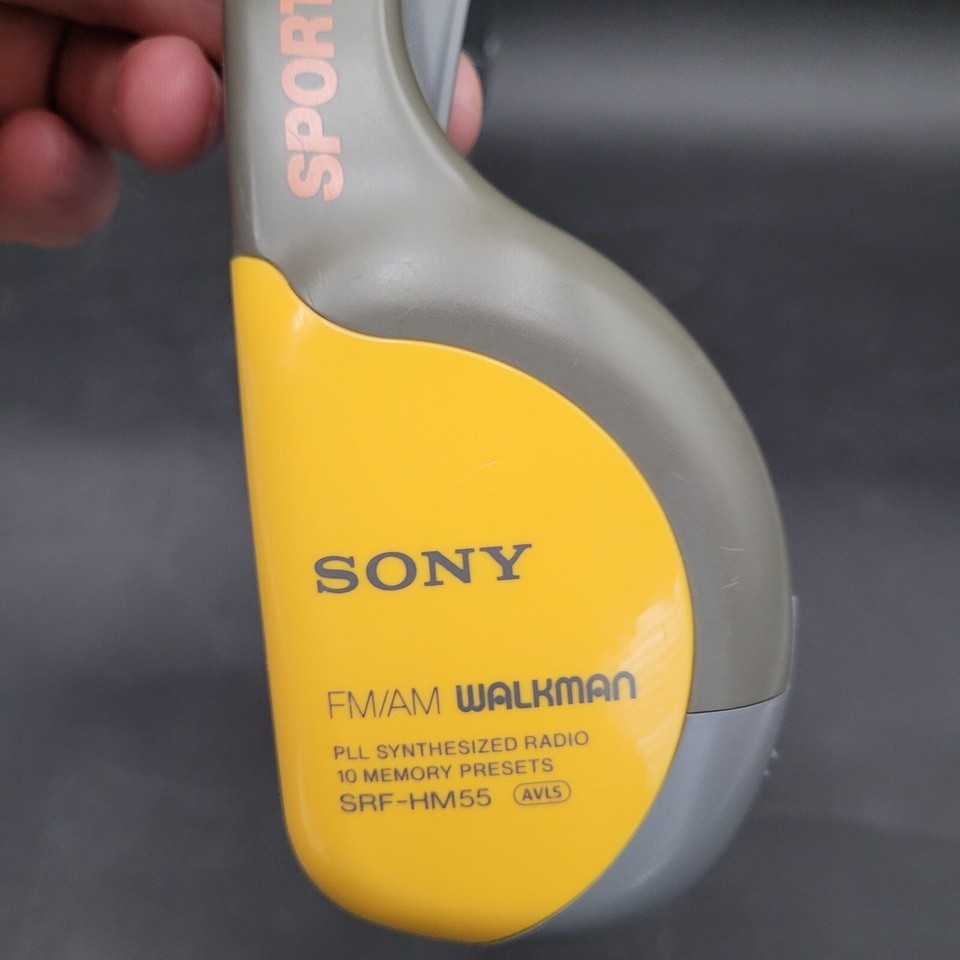 SPORT
SONY
FM/AM WALKMAN
PLL SYNTHESIZED RADIO
10 MEMORY PRESETS
SRF-HM55 AVLS